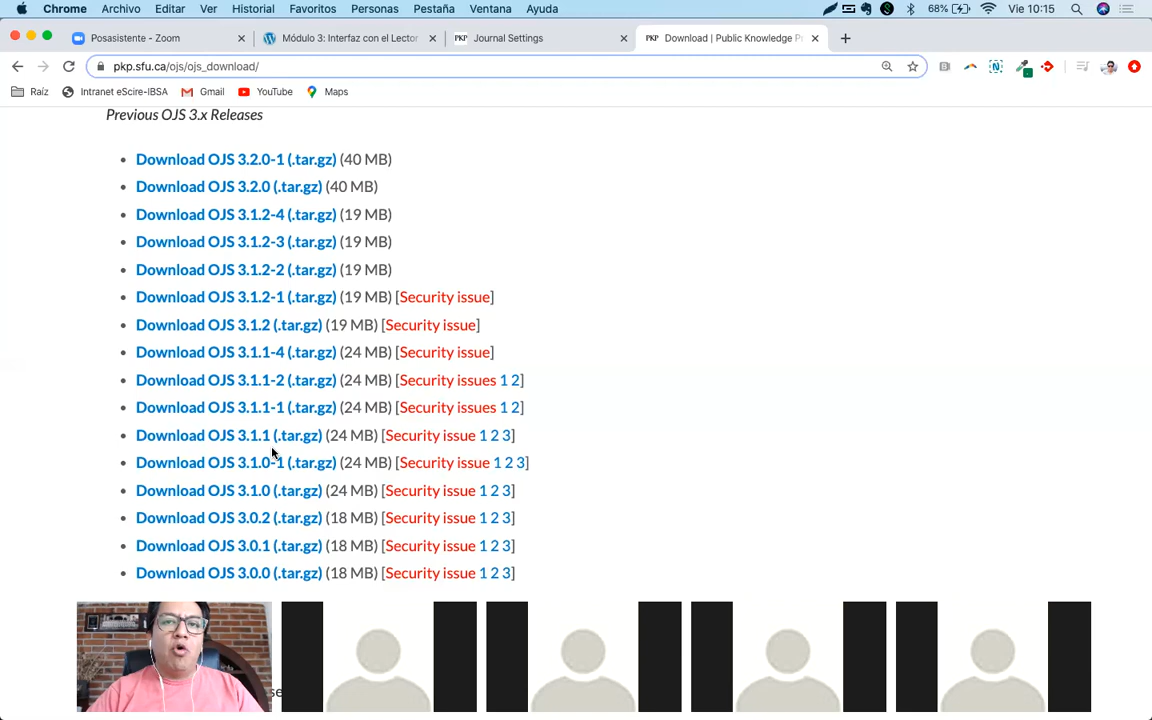 Chrome Archivo Editar Ver Historial Favoritos Personas Pestaña Ventana Ayuda 68% Vie 10:15
Posasistente - Zoom Módulo 3: Interfaz con el Lector Journal Settings Download | Public Knowledge P
pkp.sfu.ca/ojs/ojs_download/
Raíz Intranet eScire-IBSA Gmail YouTube Maps
Previous OJS 3.x Releases
• Download OJS 3.2.0-1 (.tar.gz) (40 MB)
• Download OJS 3.2.0 (.tar.gz) (40 MB)
• Download OJS 3.1.2-4 (.tar.gz) (19 MB)
• Download OJS 3.1.2-3 (.tar.gz) (19 MB)
• Download OJS 3.1.2-2 (.tar.gz) (19 MB)
• Download OJS 3.1.2-1 (.tar.gz) (19 MB) [Security issue]
• Download OJS 3.1.2 (.tar.gz) (19 MB) [Security issue]
• Download OJS 3.1.1-4 (.tar.gz) (24 MB) [Security issue]
• Download OJS 3.1.1-2 (.tar.gz) (24 MB) [Security issues 1 2]
• Download OJS 3.1.1-1 (.tar.gz) (24 MB) [Security issues 1 2]
• Download OJS 3.1.1 (.tar.gz) (24 MB) [Security issue 1 2 3]
• Download OJS 3.1.0-1 (.tar.gz) (24 MB) [Security issue 1 2 3]
• Download OJS 3.1.0 (.tar.gz) (24 MB) [Security issue 1 2 3]
• Download OJS 3.0.2 (.tar.gz) (18 MB) [Security issue 1 2 3]
• Download OJS 3.0.1 (.tar.gz) (18 MB) [Security issue 1 2 3]
• Download OJS 3.0.0 (.tar.gz) (18 MB) [Security issue 1 2 3]